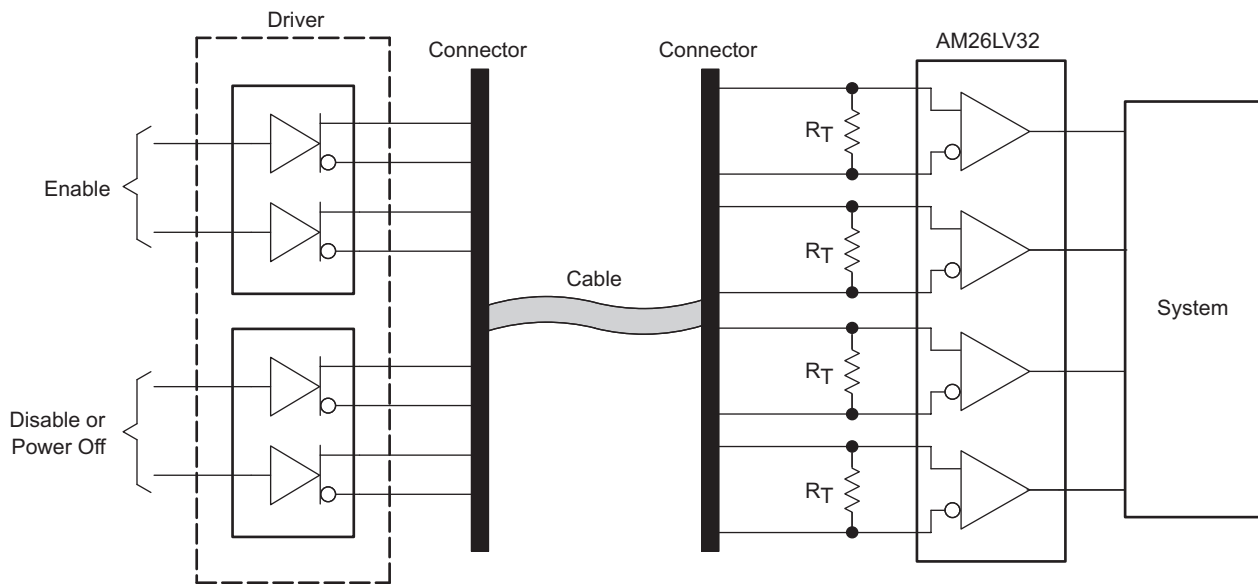 Driver
Connector
Connector
AM26LV32
Enable
Disable or
Power Off
Cable
RT
RT
RT
RT
System